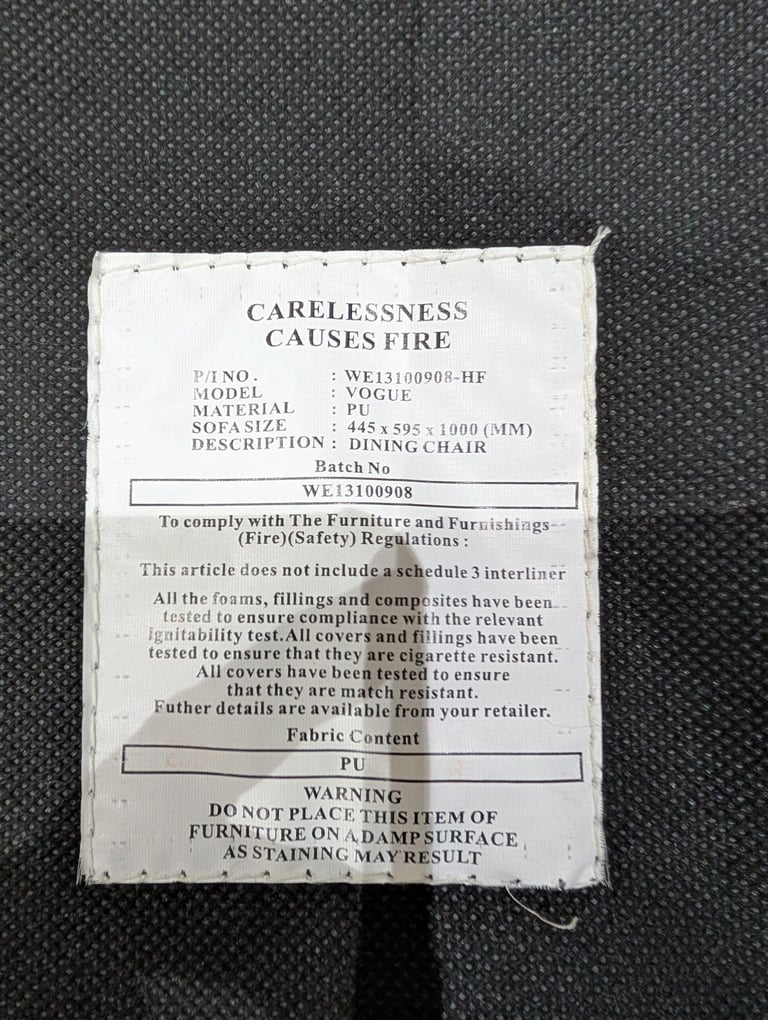 CARELESSNESS
CAUSES FIRE
P/I NO. : WE13100908-HF
MODEL : VOGUE
MATERIAL : PU
SOFA SIZE : 445 x 595 x 1000 (MM)
DESCRIPTION : DINING CHAIR
Batch No
WE13100908
To comply with The Furniture and Furnishings
(Fire)(Safety) Regulations :
This article does not include a schedule 3 interliner
All the foams, fillings and composites have been
tested to ensure compliance with the relevant
ignitability test.All covers and fillings have been
tested to ensure that they are cigarette resistant.
All covers have been tested to ensure
that they are match resistant.
Futher details are available from your retailer.
Fabric Content
PU
WARNING
DO NOT PLACE THIS ITEM OF
FURNITURE ON A DAMP SURFACE
AS STAINING MAY RESULT